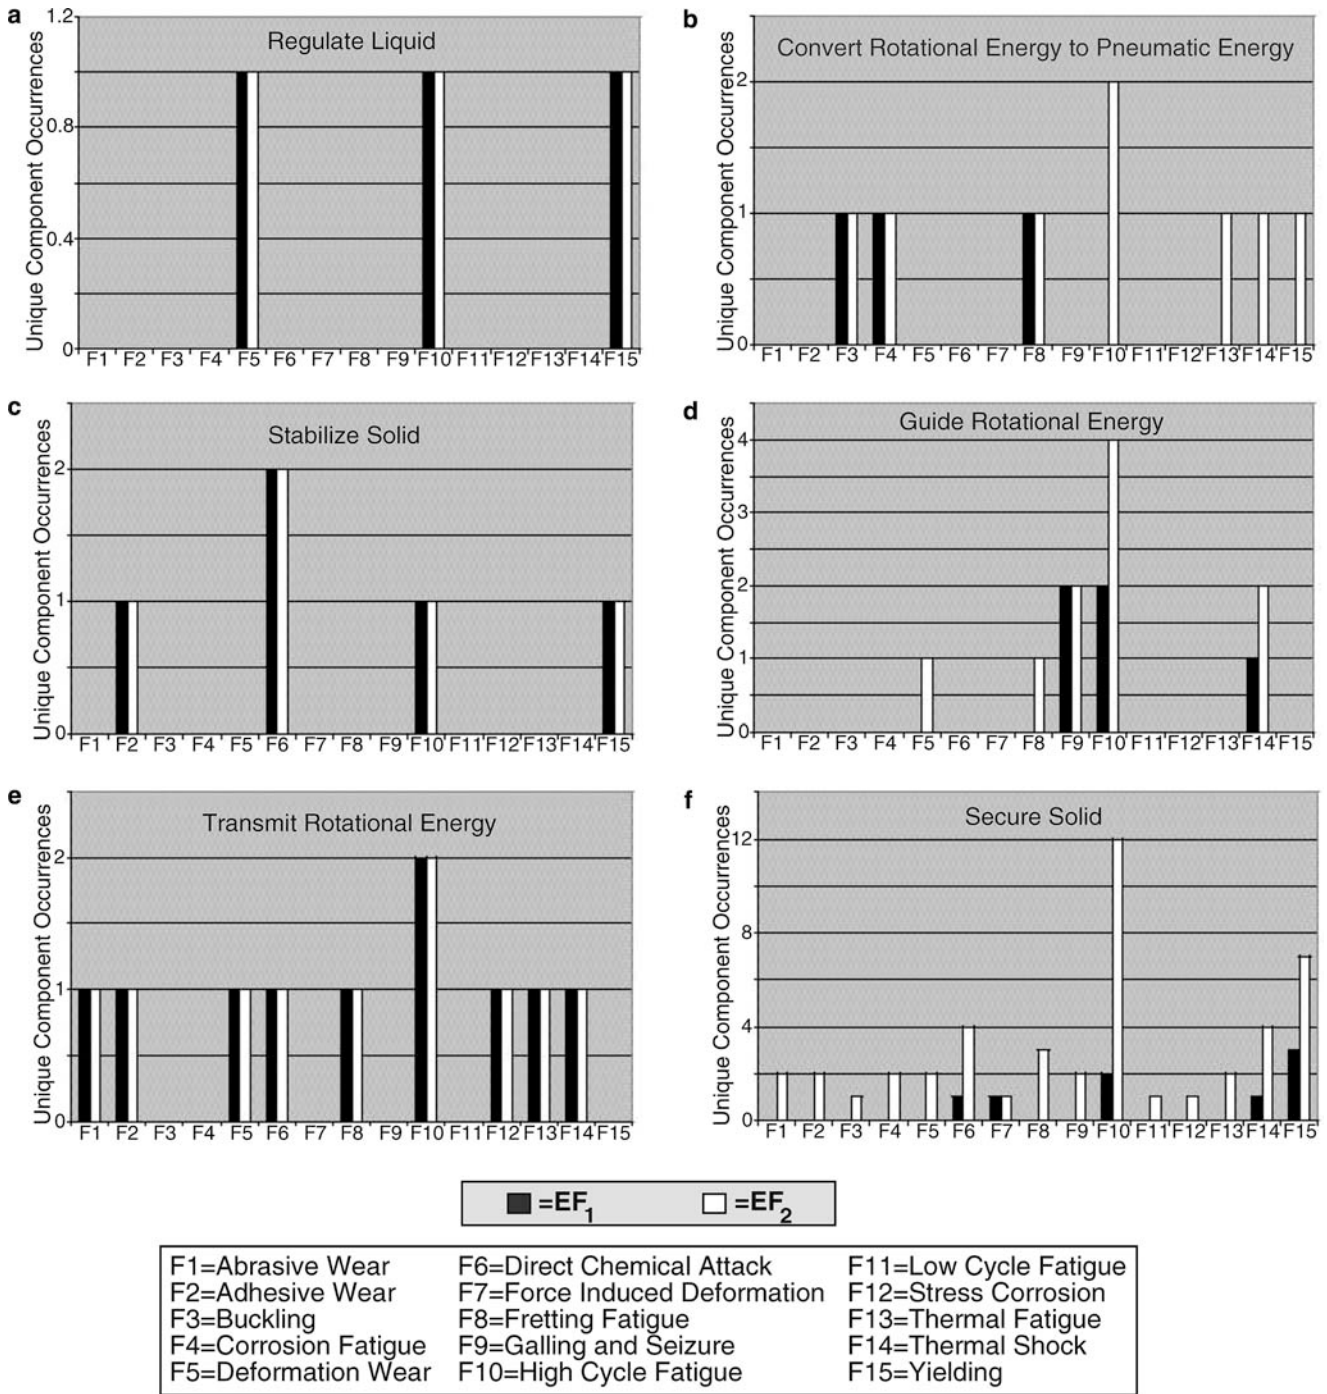 a
Regulate Liquid
Unique Component Occurrences
1.2
0.8
0.4
0
F1 F2 F3 F4 F5 F6 F7 F8 F9 F10 F11 F12 F13 F14 F15
b
Convert Rotational Energy to Pneumatic Energy
Unique Component Occurrences
2
1
0
F1 F2 F3 F4 F5 F6 F7 F8 F9 F10 F11 F12 F13 F14 F15
c
Stabilize Solid
Unique Component Occurrences
2
1
0
F1 F2 F3 F4 F5 F6 F7 F8 F9 F10 F11 F12 F13 F14 F15
d
Guide Rotational Energy
Unique Component Occurrences
4
3
2
1
0
F1 F2 F3 F4 F5 F6 F7 F8 F9 F10 F11 F12 F13 F14 F15
e
Transmit Rotational Energy
Unique Component Occurrences
2
1
0
F1 F2 F3 F4 F5 F6 F7 F8 F9 F10 F11 F12 F13 F14 F15
f
Secure Solid
Unique Component Occurrences
12
8
4
0
F1 F2 F3 F4 F5 F6 F7 F8 F9 F10 F11 F12 F13 F14 F15
=EF1 =EF2
F1=Abrasive Wear
F2=Adhesive Wear
F3=Buckling
F4=Corrosion Fatigue
F5=Deformation Wear
F6=Direct Chemical Attack
F7=Force Induced Deformation
F8=Fretting Fatigue
F9=Galling and Seizure
F10=High Cycle Fatigue
F11=Low Cycle Fatigue
F12=Stress Corrosion
F13=Thermal Fatigue
F14=Thermal Shock
F15=Yielding